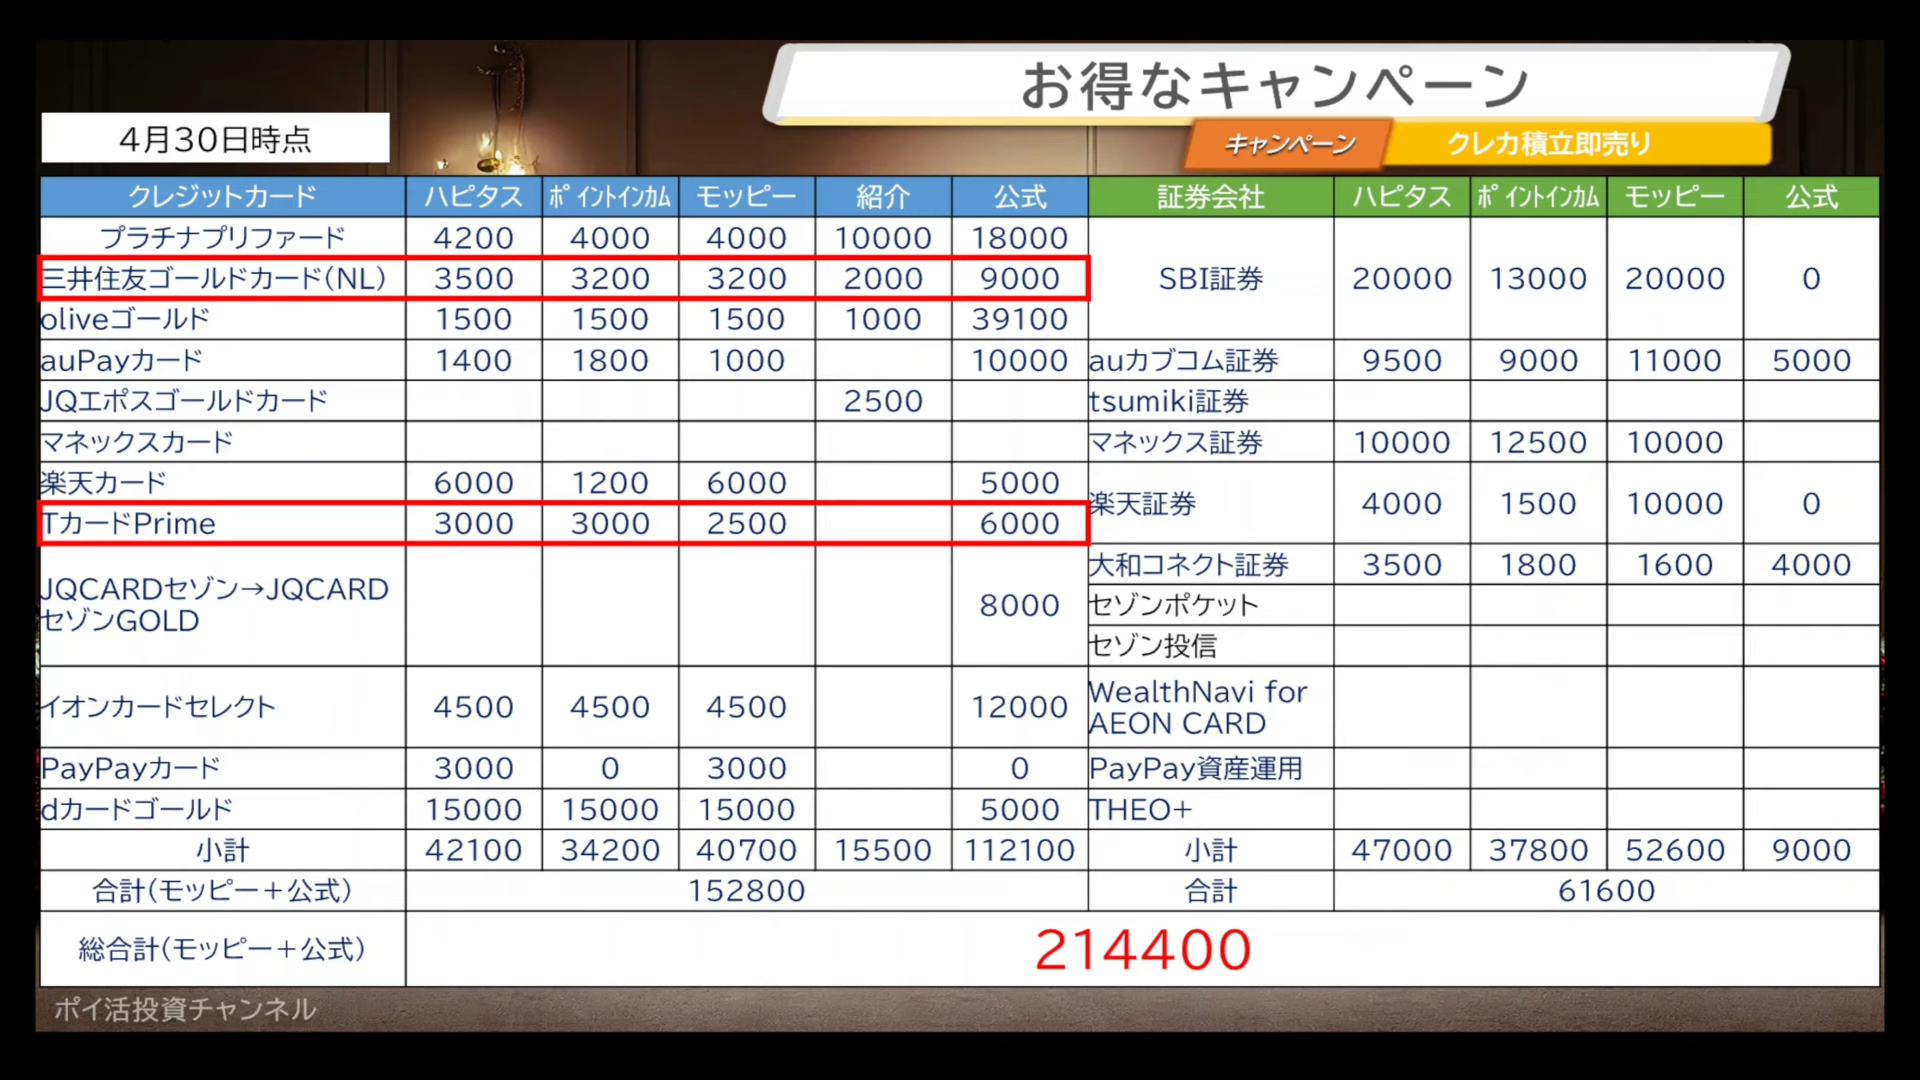 お得なキャンペーン
4月30日時点
キャンペーン クレカ積立即売り
クレジットカード ハピタス ﾎﾟｲﾝﾄインカム モッピー 紹介 公式 証券会社 ハピタス ﾎﾟｲﾝﾄインカム モッピー 公式
プラチナプリファード 4200 4000 4000 10000 18000
三井住友ゴールドカード(NL) 3500 3200 3200 2000 9000 SBI証券 20000 13000 20000 0
oliveゴールド 1500 1500 1500 1000 39100
auPayカード 1400 1800 1000 10000 auカブコム証券 9500 9000 11000 5000
JQエポスゴールドカード 2500 tsumiki証券
マネックスカード マネックス証券 10000 12500 10000
楽天カード 6000 1200 6000 5000 楽天証券 4000 1500 10000 0
TカードPrime 3000 3000 2500 6000
大和コネクト証券 3500 1800 1600 4000
JQCARDセゾン→JQCARD
セゾンGOLD 8000 セゾンポケット
セゾン投信
イオンカードセレクト 4500 4500 4500 12000 WealthNavi for
AEON CARD
PayPayカード 3000 0 3000 0 PayPay資産運用
dカードゴールド 15000 15000 15000 5000 THEO+
小計 42100 34200 40700 15500 112100 小計 47000 37800 52600 9000
合計(モッピー＋公式) 152800 合計 61600
総合計(モッピー＋公式) 214400
ポイ活投資チャンネル